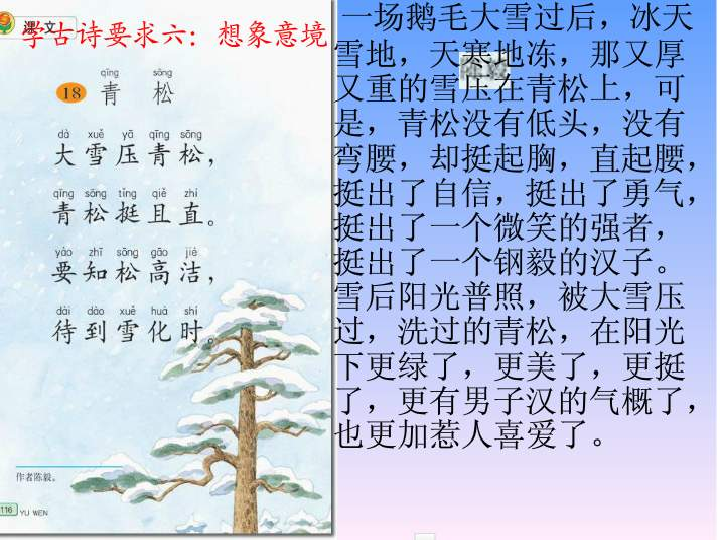 课文
学古诗要求六：想象意境
qīng sōng
18 青 松
dà xuě yā qīng sōng
大雪压青松，
qīng sōng tǐng qiě zhí
青松挺且直。
yào zhī sōng gāo jié
要知松高洁，
dài dào xuě huà shí
待到雪化时。
作者陈毅。
116 YU WEN
一场鹅毛大雪过后，冰天
雪地，天寒地冻，那又厚
又重的雪压在青松上，可
是，青松没有低头，没有
弯腰，却挺起胸，直起腰，
挺出了自信，挺出了勇气，
挺出了一个微笑的强者，
挺出了一个钢毅的汉子。
雪后阳光普照，被大雪压
过，洗过的青松，在阳光
下更绿了，更美了，更挺
了，更有男子汉的气概了，
也更加惹人喜爱了。